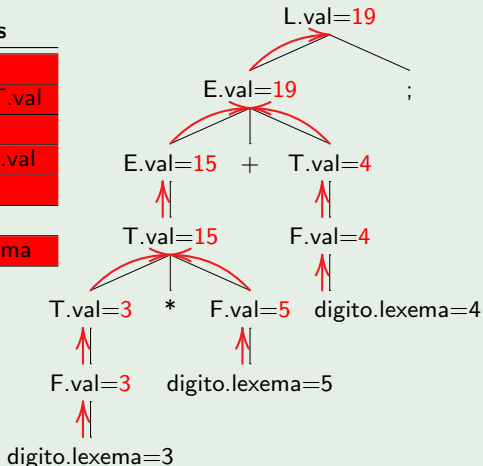 L.val=19
E.val=19 ;
E.val=15 + T.val=4
T.val=15 F.val=4
T.val=3 * F.val=5 digito.lexema=4
F.val=3 digito.lexema=5
digito.lexema=3
s
.val
.val
ma